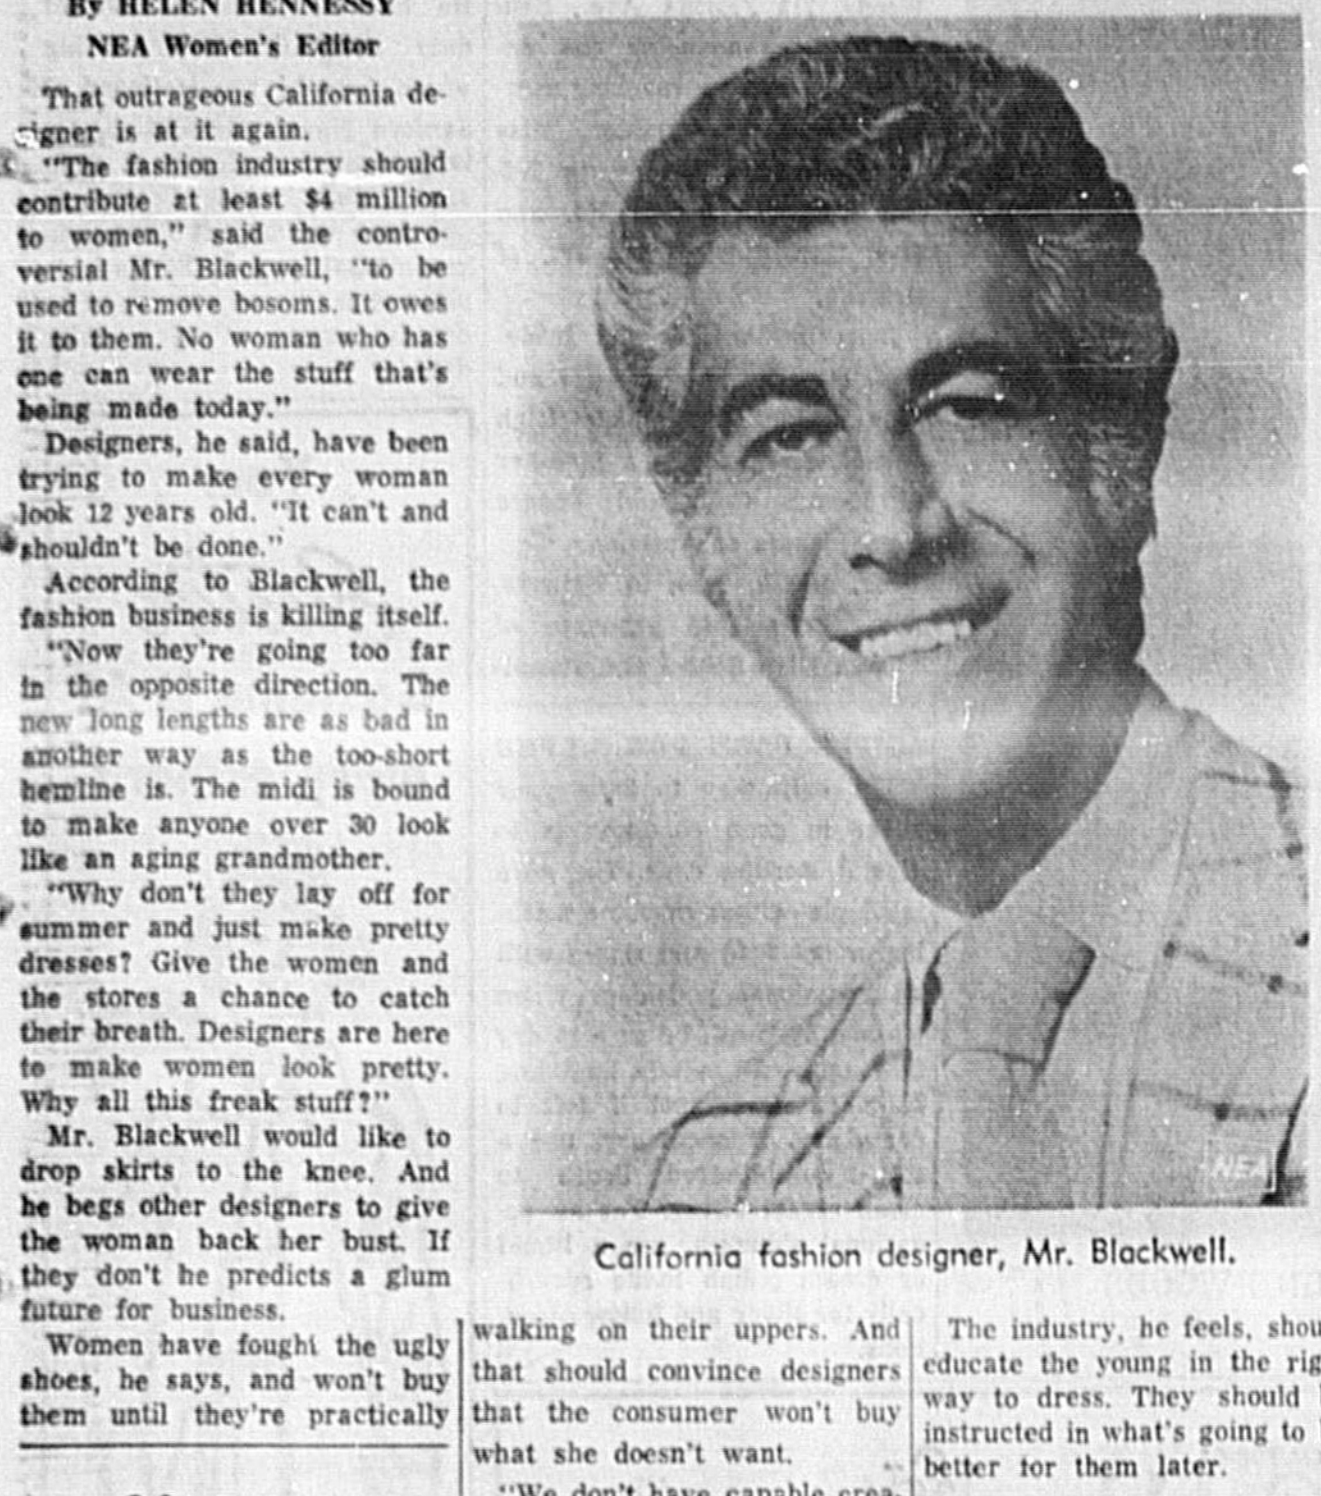 By HELEN HENNESSY
NEA Women's Editor
That outrageous California de-
signer is at it again.
"The fashion industry should
contribute at least $4 million
to women," said the contro-
versial Mr. Blackwell, "to be
used to remove bosoms. It owes
it to them. No woman who has
one can wear the stuff that's
being made today."
Designers, he said, have been
trying to make every woman
look 12 years old. "It can't and
shouldn't be done."
According to Blackwell, the
fashion business is killing itself.
"Now they're going too far
in the opposite direction. The
new long lengths are as bad in
another way as the too-short
hemline is. The midi is bound
to make anyone over 30 look
like an aging grandmother.
"Why don't they lay off for
summer and just make pretty
dresses? Give the women and
the stores a chance to catch
their breath. Designers are here
to make women look pretty.
Why all this freak stuff?"
Mr. Blackwell would like to
drop skirts to the knee. And
he begs other designers to give
the woman back her bust. If
they don't he predicts a glum
future for business.
Women have fought the ugly
shoes, he says, and won't buy
them until they're practically
NEA
California fashion designer, Mr. Blackwell.
walking on their uppers. And
that should convince designers
that the consumer won't buy
what she doesn't want.
"We don't have capable crea-
The industry, he feels, shou
educate the young in the rig
way to dress. They should
instructed in what's going to
better for them later.